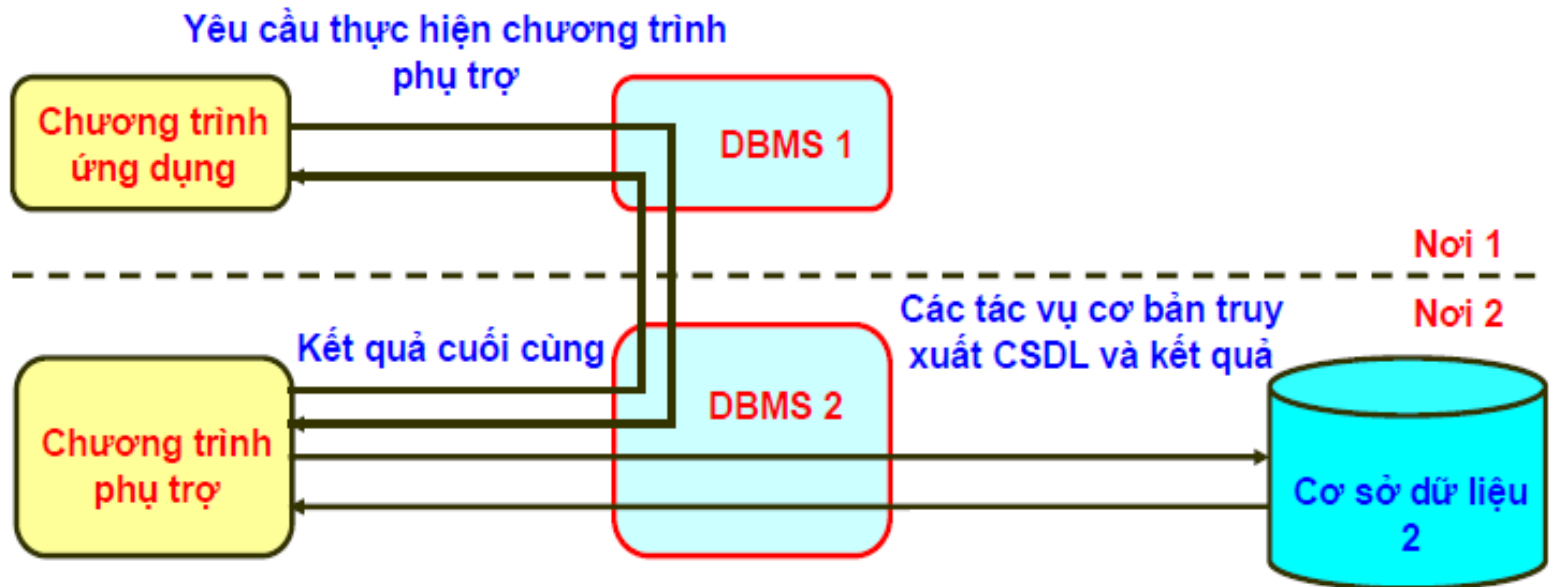 Yêu cầu thực hiện chương trình
phụ trợ
Chương trình
ứng dụng
DBMS 1
Nơi 1
Nơi 2
Các tác vụ cơ bản truy
xuất CSDL và kết quả
Kết quả cuối cùng
DBMS 2
Chương trình
phụ trợ
Cơ sở dữ liệu
2